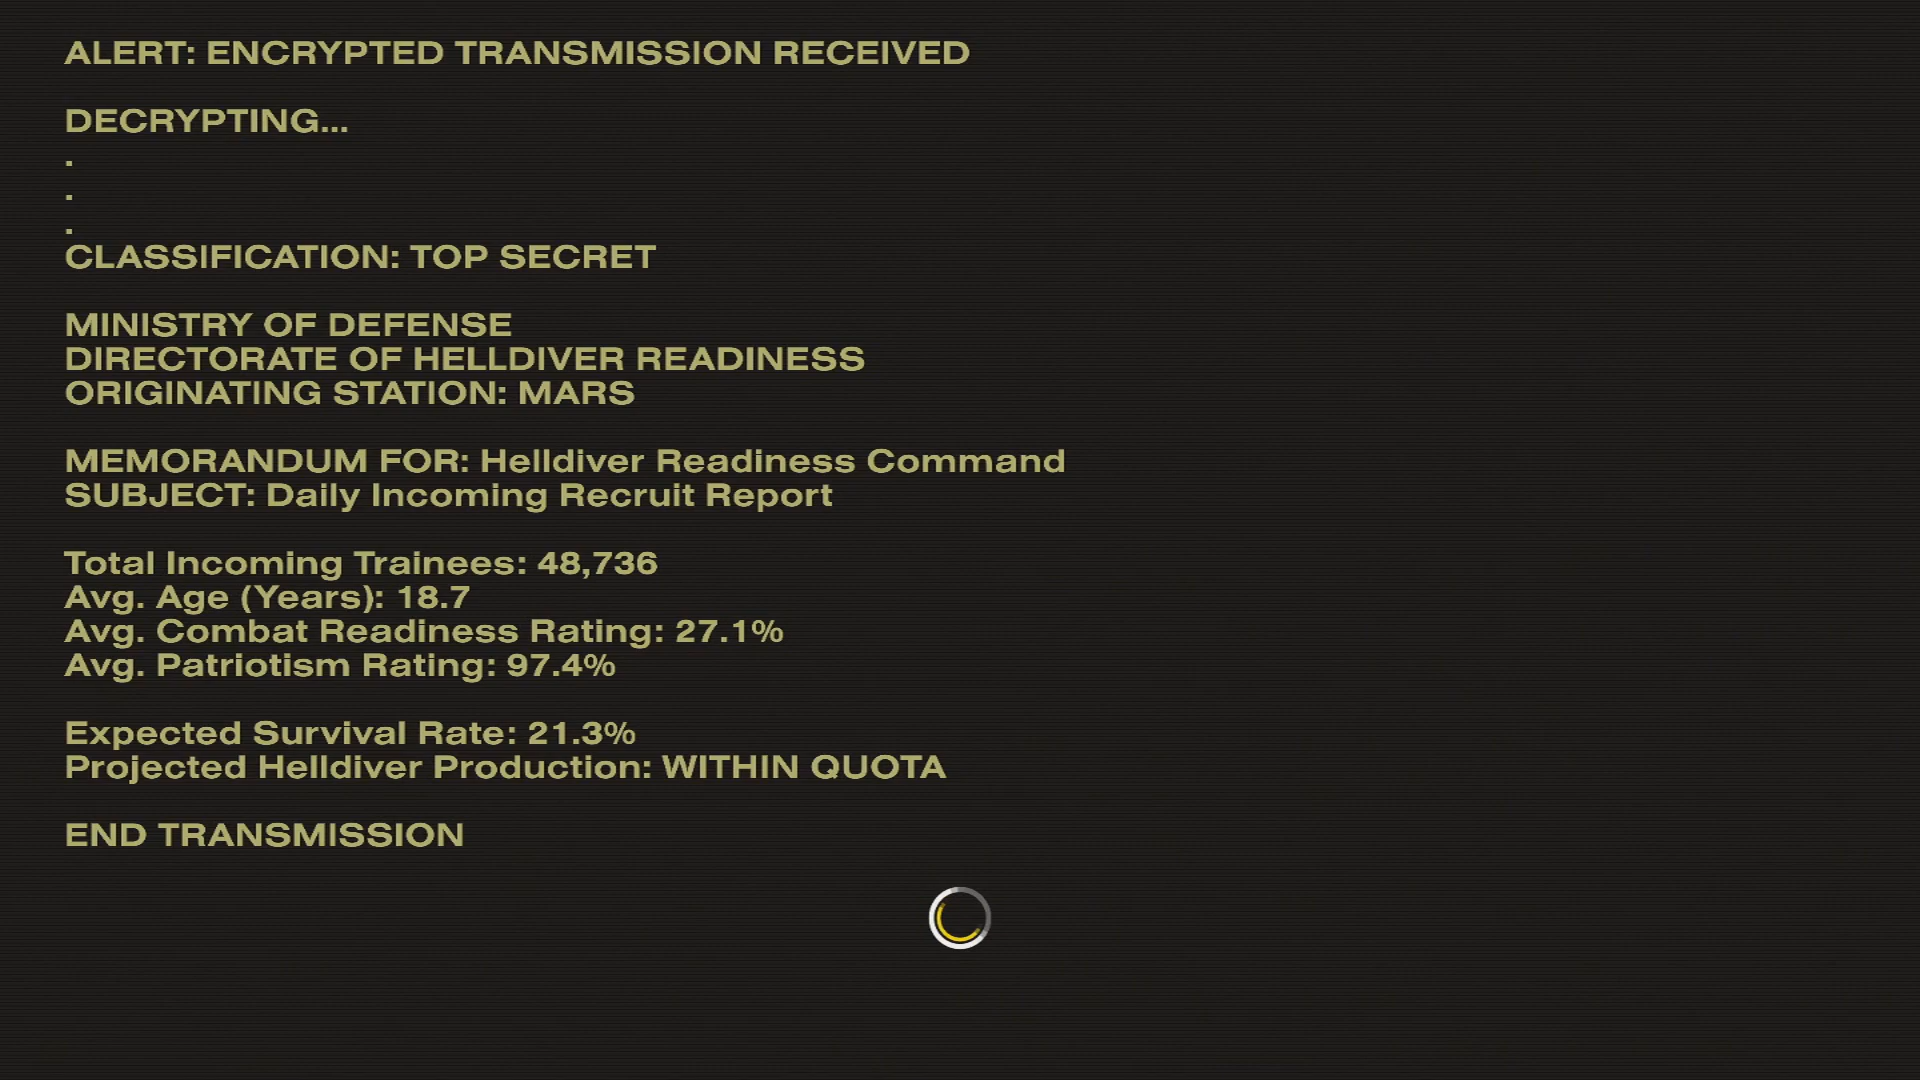 ALERT: ENCRYPTED TRANSMISSION RECEIVED
DECRYPTING...
.
.
.
CLASSIFICATION: TOP SECRET
MINISTRY OF DEFENSE
DIRECTORATE OF HELLDIVER READINESS
ORIGINATING STATION: MARS
MEMORANDUM FOR: Helldiver Readiness Command
SUBJECT: Daily Incoming Recruit Report
Total Incoming Trainees: 48,736
Avg. Age (Years): 18.7
Avg. Combat Readiness Rating: 27.1%
Avg. Patriotism Rating: 97.4%
Expected Survival Rate: 21.3%
Projected Helldiver Production: WITHIN QUOTA
END TRANSMISSION